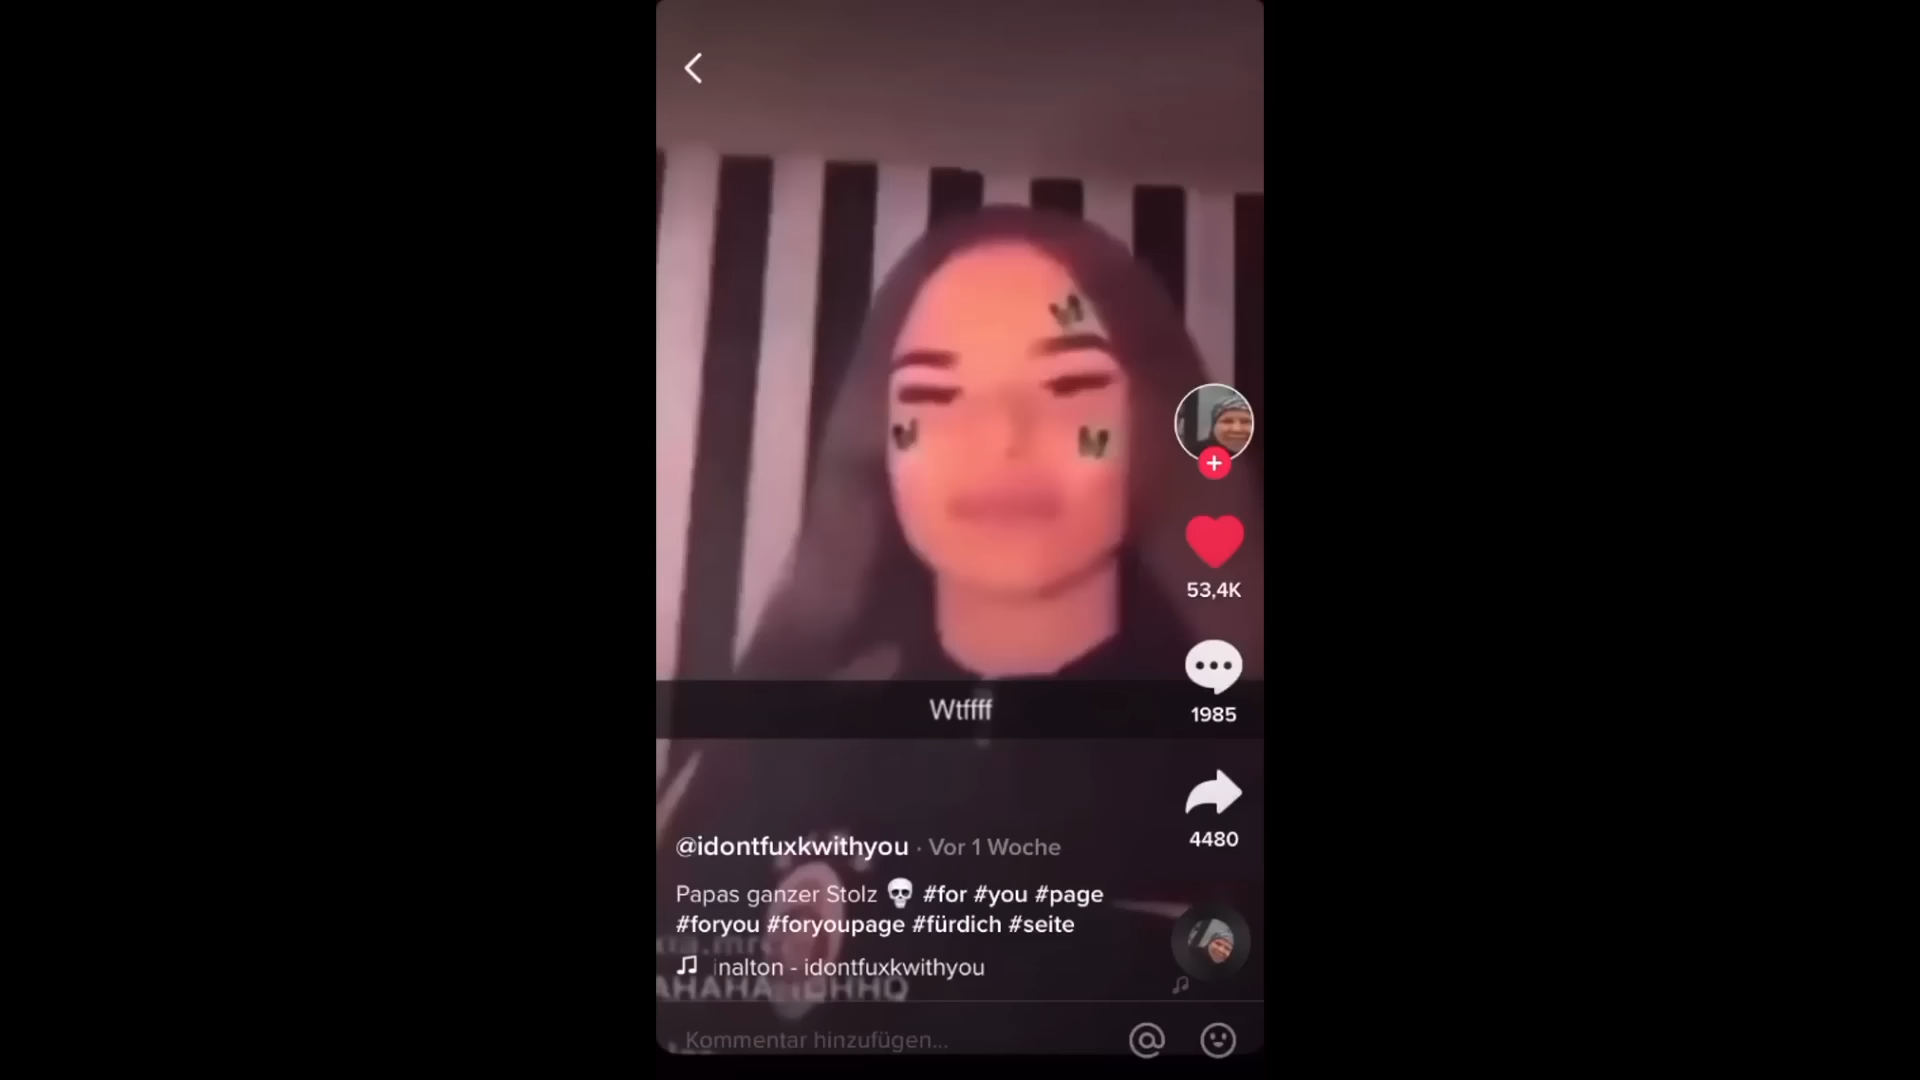 53,4K
Wtffff
1985
4480
@idontfuxkwithyou · Vor 1 Woche
Papas ganzer Stolz 💀 #for #you #page
#foryou #foryoupage #fürdich #seite
inalton - idontfuxkwithyou
Kommentar hinzufügen...